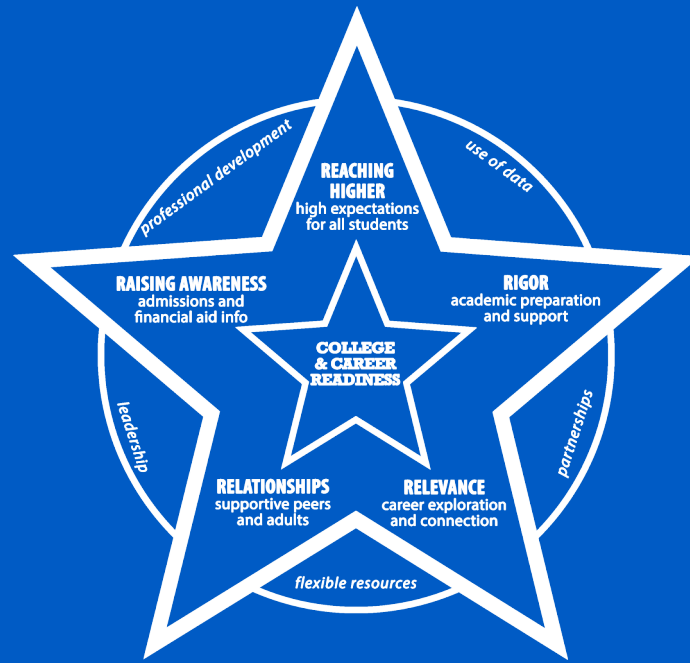 professional development
use of data
REACHING
HIGHER
high expectations
for all students
RAISING AWARENESS
admissions and
financial aid info
RIGOR
academic preparation
and support
COLLEGE
& CAREER
READINESS
leadership
partnerships
RELATIONSHIPS
supportive peers
and adults
RELEVANCE
career exploration
and connection
flexible resources